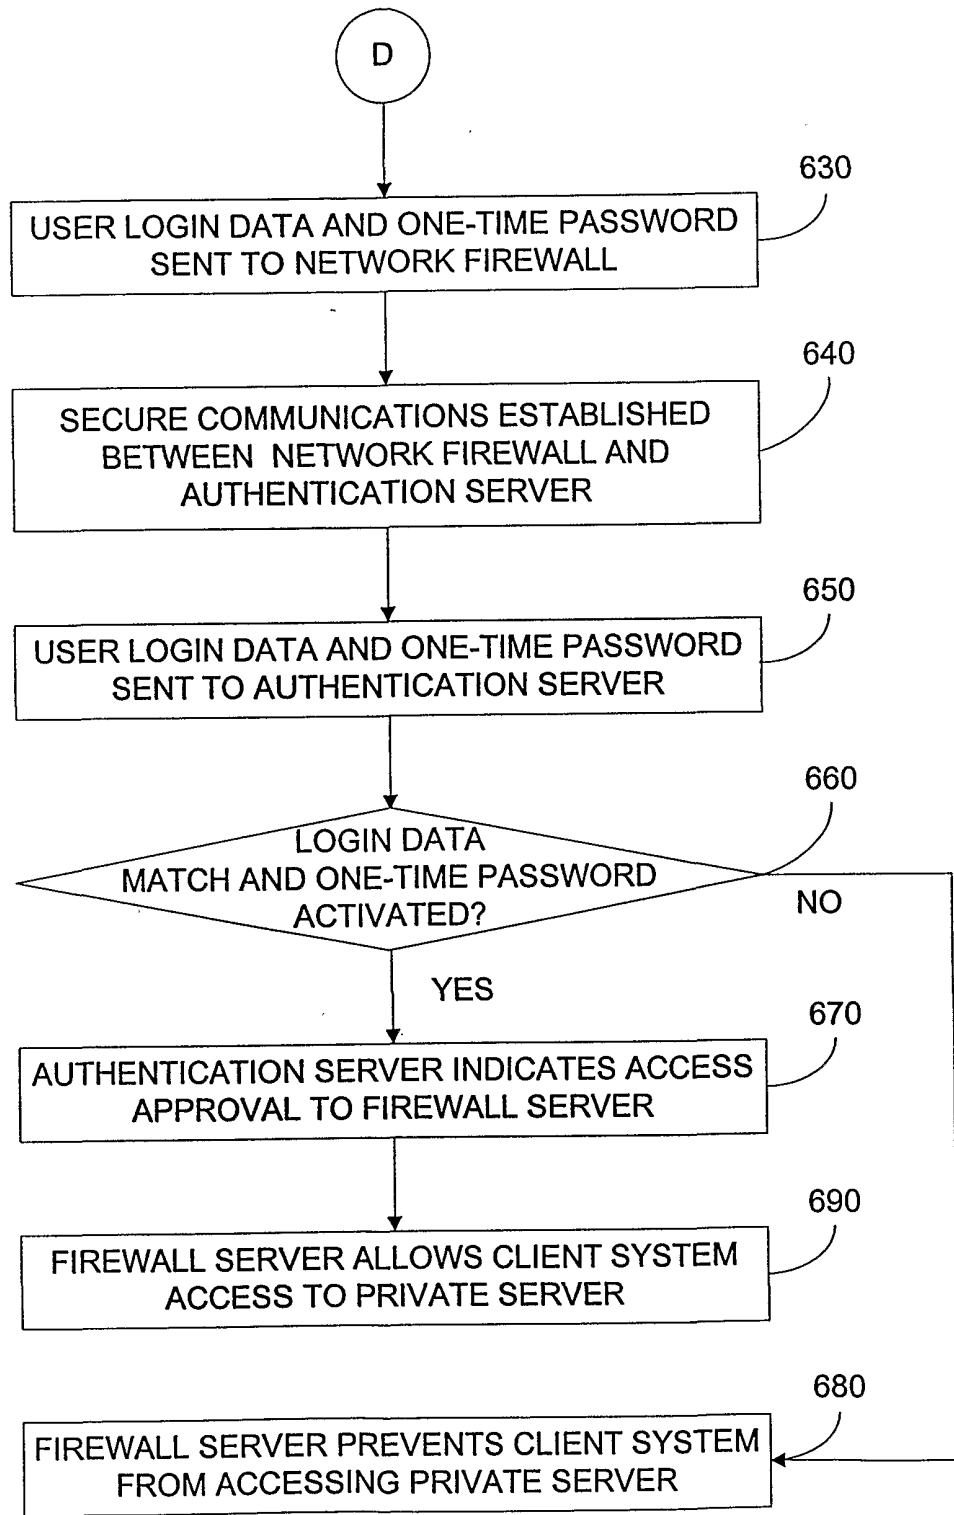 D
630
USER LOGIN DATA AND ONE-TIME PASSWORD
SENT TO NETWORK FIREWALL
640
SECURE COMMUNICATIONS ESTABLISHED
BETWEEN NETWORK FIREWALL AND
AUTHENTICATION SERVER
650
USER LOGIN DATA AND ONE-TIME PASSWORD
SENT TO AUTHENTICATION SERVER
660
LOGIN DATA
MATCH AND ONE-TIME PASSWORD
ACTIVATED?
NO
YES
670
AUTHENTICATION SERVER INDICATES ACCESS
APPROVAL TO FIREWALL SERVER
690
FIREWALL SERVER ALLOWS CLIENT SYSTEM
ACCESS TO PRIVATE SERVER
680
FIREWALL SERVER PREVENTS CLIENT SYSTEM
FROM ACCESSING PRIVATE SERVER